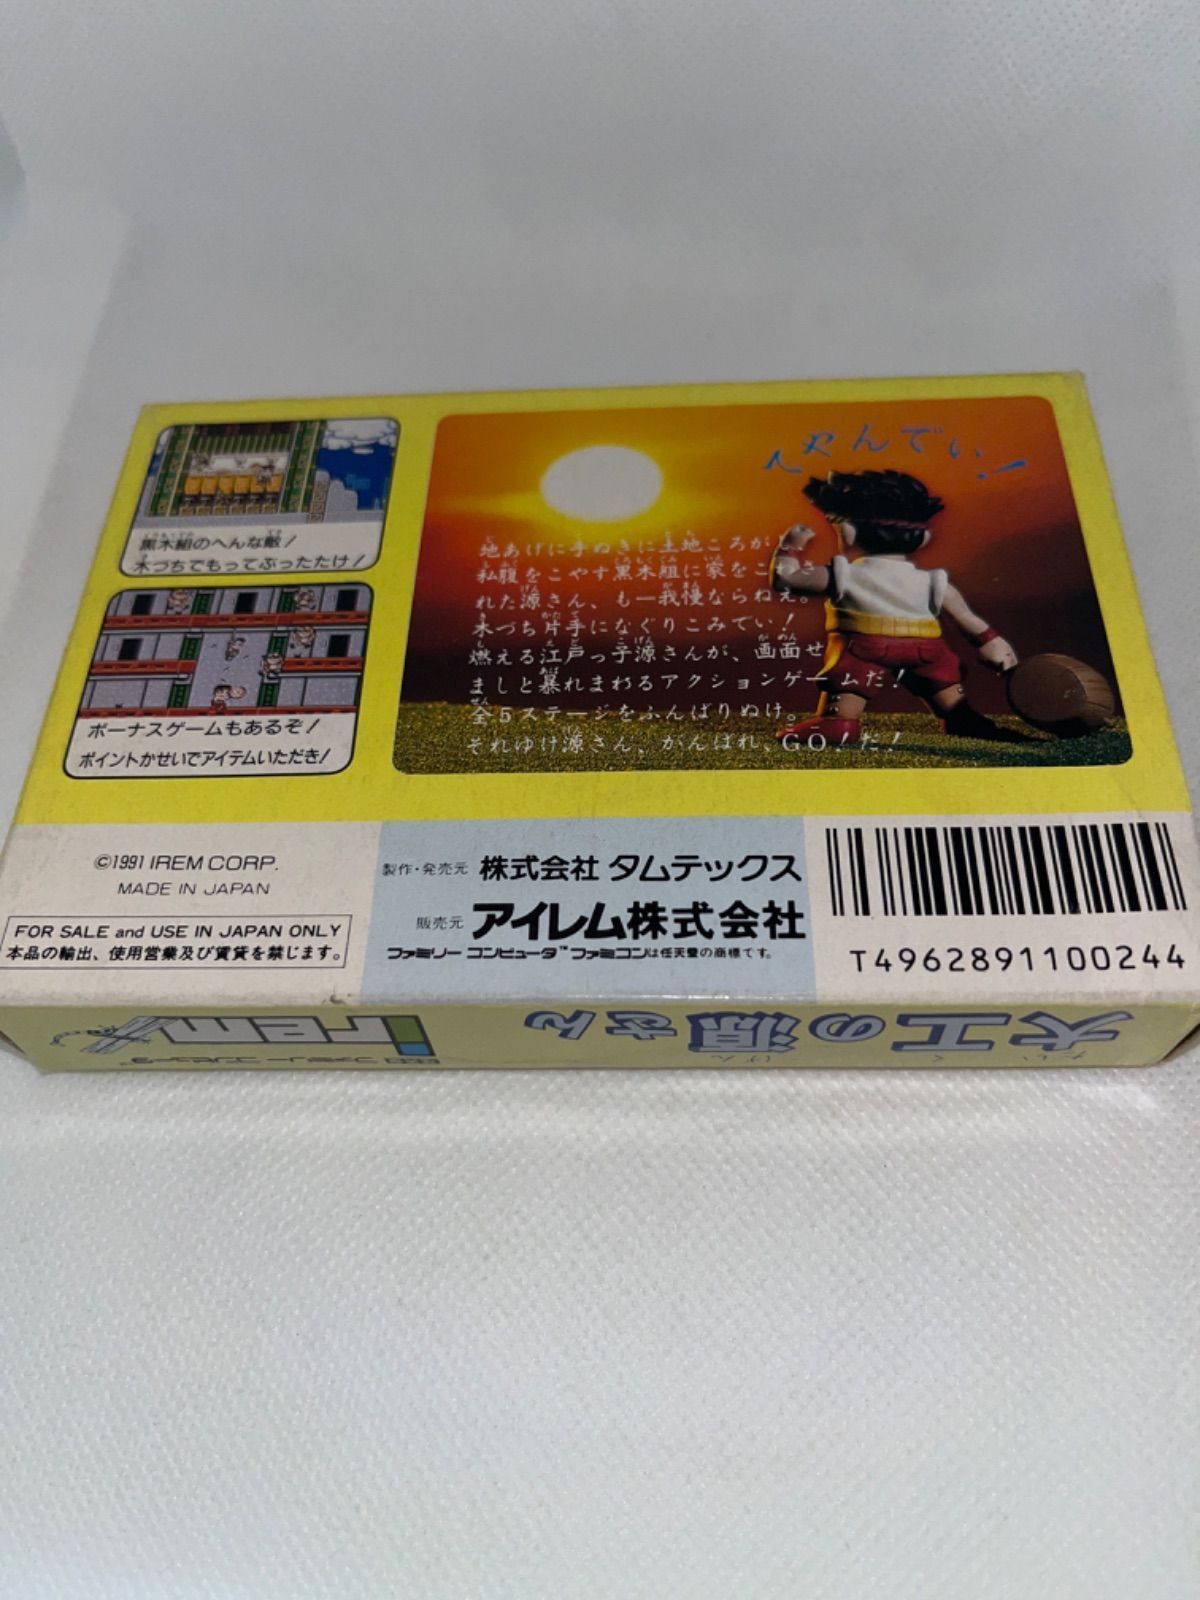 べらんでぃ!
黒木組のへんな敵!
木づちでもってぶったたけ!
ボーナスゲームもあるぞ!
ポイントかせいでアイテムいただき!
地あげに手ぬきに土地ころがし、
私腹をこやす黒木組に家をこわさ
れた源さん、も一我慢ならねぇ。
木づち片手になぐりこみでい!
燃える江戸っ子源さんが、画面せ
ましと暴れまわるアクションゲームだ!
全5ステージをふんばりぬけ。
それゆけ源さん、がんばれ、GO!だ!
©1991 IREM CORP.
MADE IN JAPAN
FOR SALE and USE IN JAPAN ONLY
本品の輸出、使用営業及び賃貸を禁じます。
製作・発売元 株式会社 タムテックス
販売元 アイレム株式会社
ファミリーコンピュータ™ ファミコンは任天堂の商標です。
T4962891100244
大工の源さん
irem